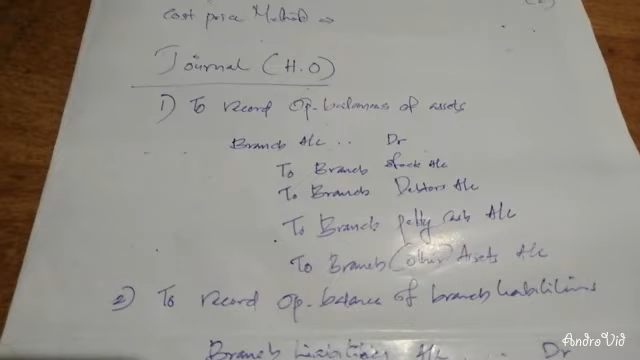 Cost price Method ⇒
Journal (H.O)
1) To record Op. balances of assets
Branch A/c .. Dr
To Branch Stock A/c
To Branch Debtors A/c
To Branch petty cash A/c
To Branch (other) Assets A/c
2) To record Op. balance of branch liabilities
Branch liabilities A/c .... Dr
AndroVid